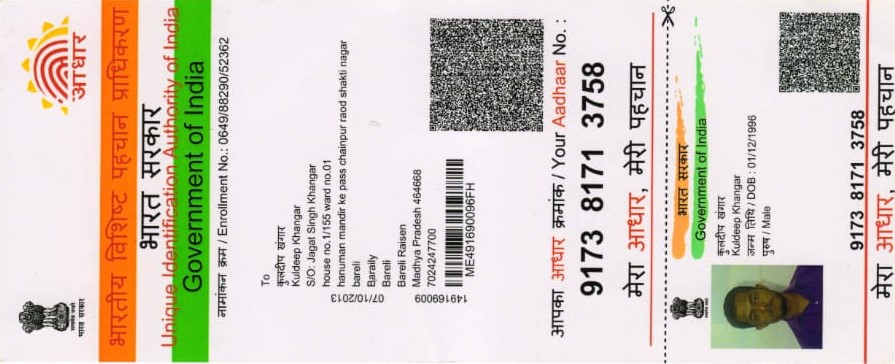 आधार
भारत सरकार
भारतीय विशिष्ट पहचान प्राधिकरण
भारत सरकार
Unique Identification Authority of India
Government of India
नामांकन क्रम / Enrollment No.: 0649/88290/52362
To
कुलदीप खंगार
Kuldeep Khangar
S/O: Jagat Singh Khangar
house no.1/155 ward no.01
hanuman mandir ke pass chainpur raod shakti nagar
bareli
Barailly
Bareli
Bareli Raisen
Madhya Pradesh 464668
7024247700
07/10/2013
149169009
ME491690096FH
आपका आधार क्रमांक / Your Aadhaar No. :
9173 8171 3758
मेरा आधार, मेरी पहचान
भारत सरकार
Government of India
कुलदीप खंगार
Kuldeep Khangar
जन्म तिथि / DOB : 01/12/1996
पुरुष / Male
9173 8171 3758
मेरा आधार, मेरी पहचान